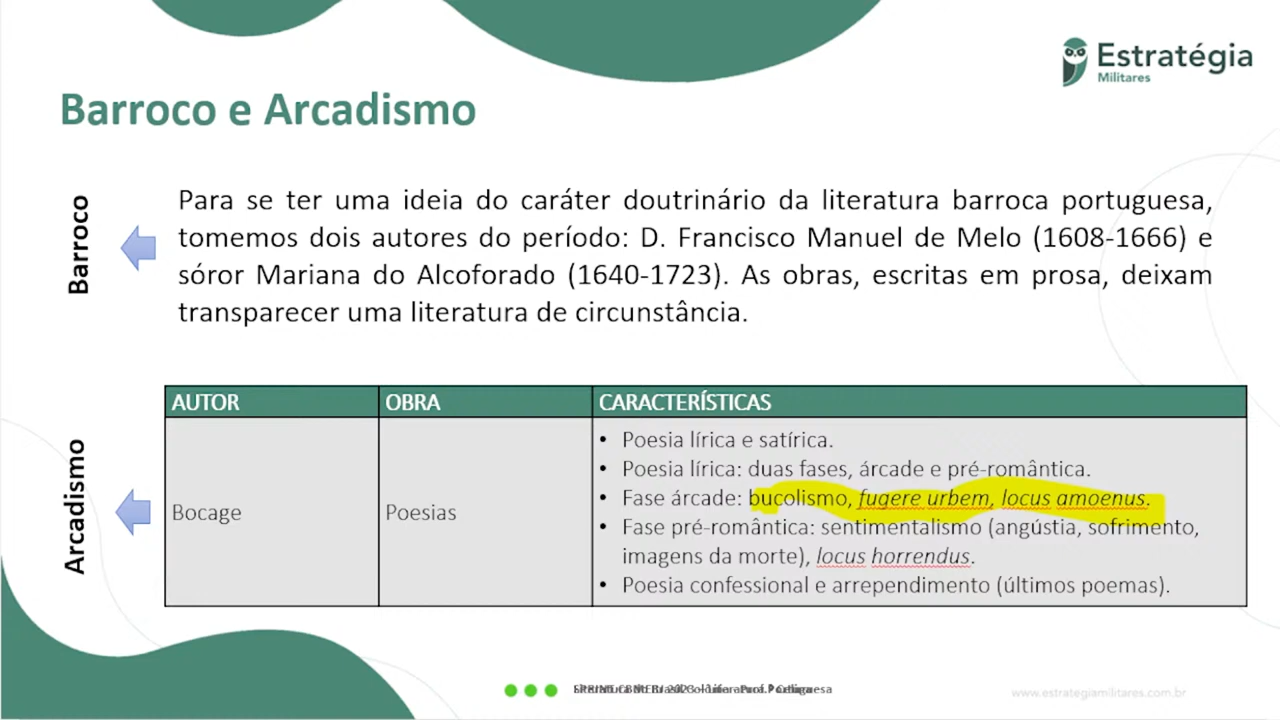 Estratégia
Militares
Barroco e Arcadismo
Barroco
Para se ter uma ideia do caráter doutrinário da literatura barroca portuguesa,
tomemos dois autores do período: D. Francisco Manuel de Melo (1608-1666) e
sóror Mariana do Alcoforado (1640-1723). As obras, escritas em prosa, deixam
transparecer uma literatura de circunstância.
Arcadismo
AUTOR OBRA CARACTERÍSTICAS
Bocage Poesias
• Poesia lírica e satírica.
• Poesia lírica: duas fases, árcade e pré-romântica.
• Fase árcade: bucolismo, fugere urbem, locus amoenus.
• Fase pré-romântica: sentimentalismo (angústia, sofrimento,
imagens da morte), locus horrendus.
• Poesia confessional e arrependimento (últimos poemas).
www.estrategiamilitares.com.br